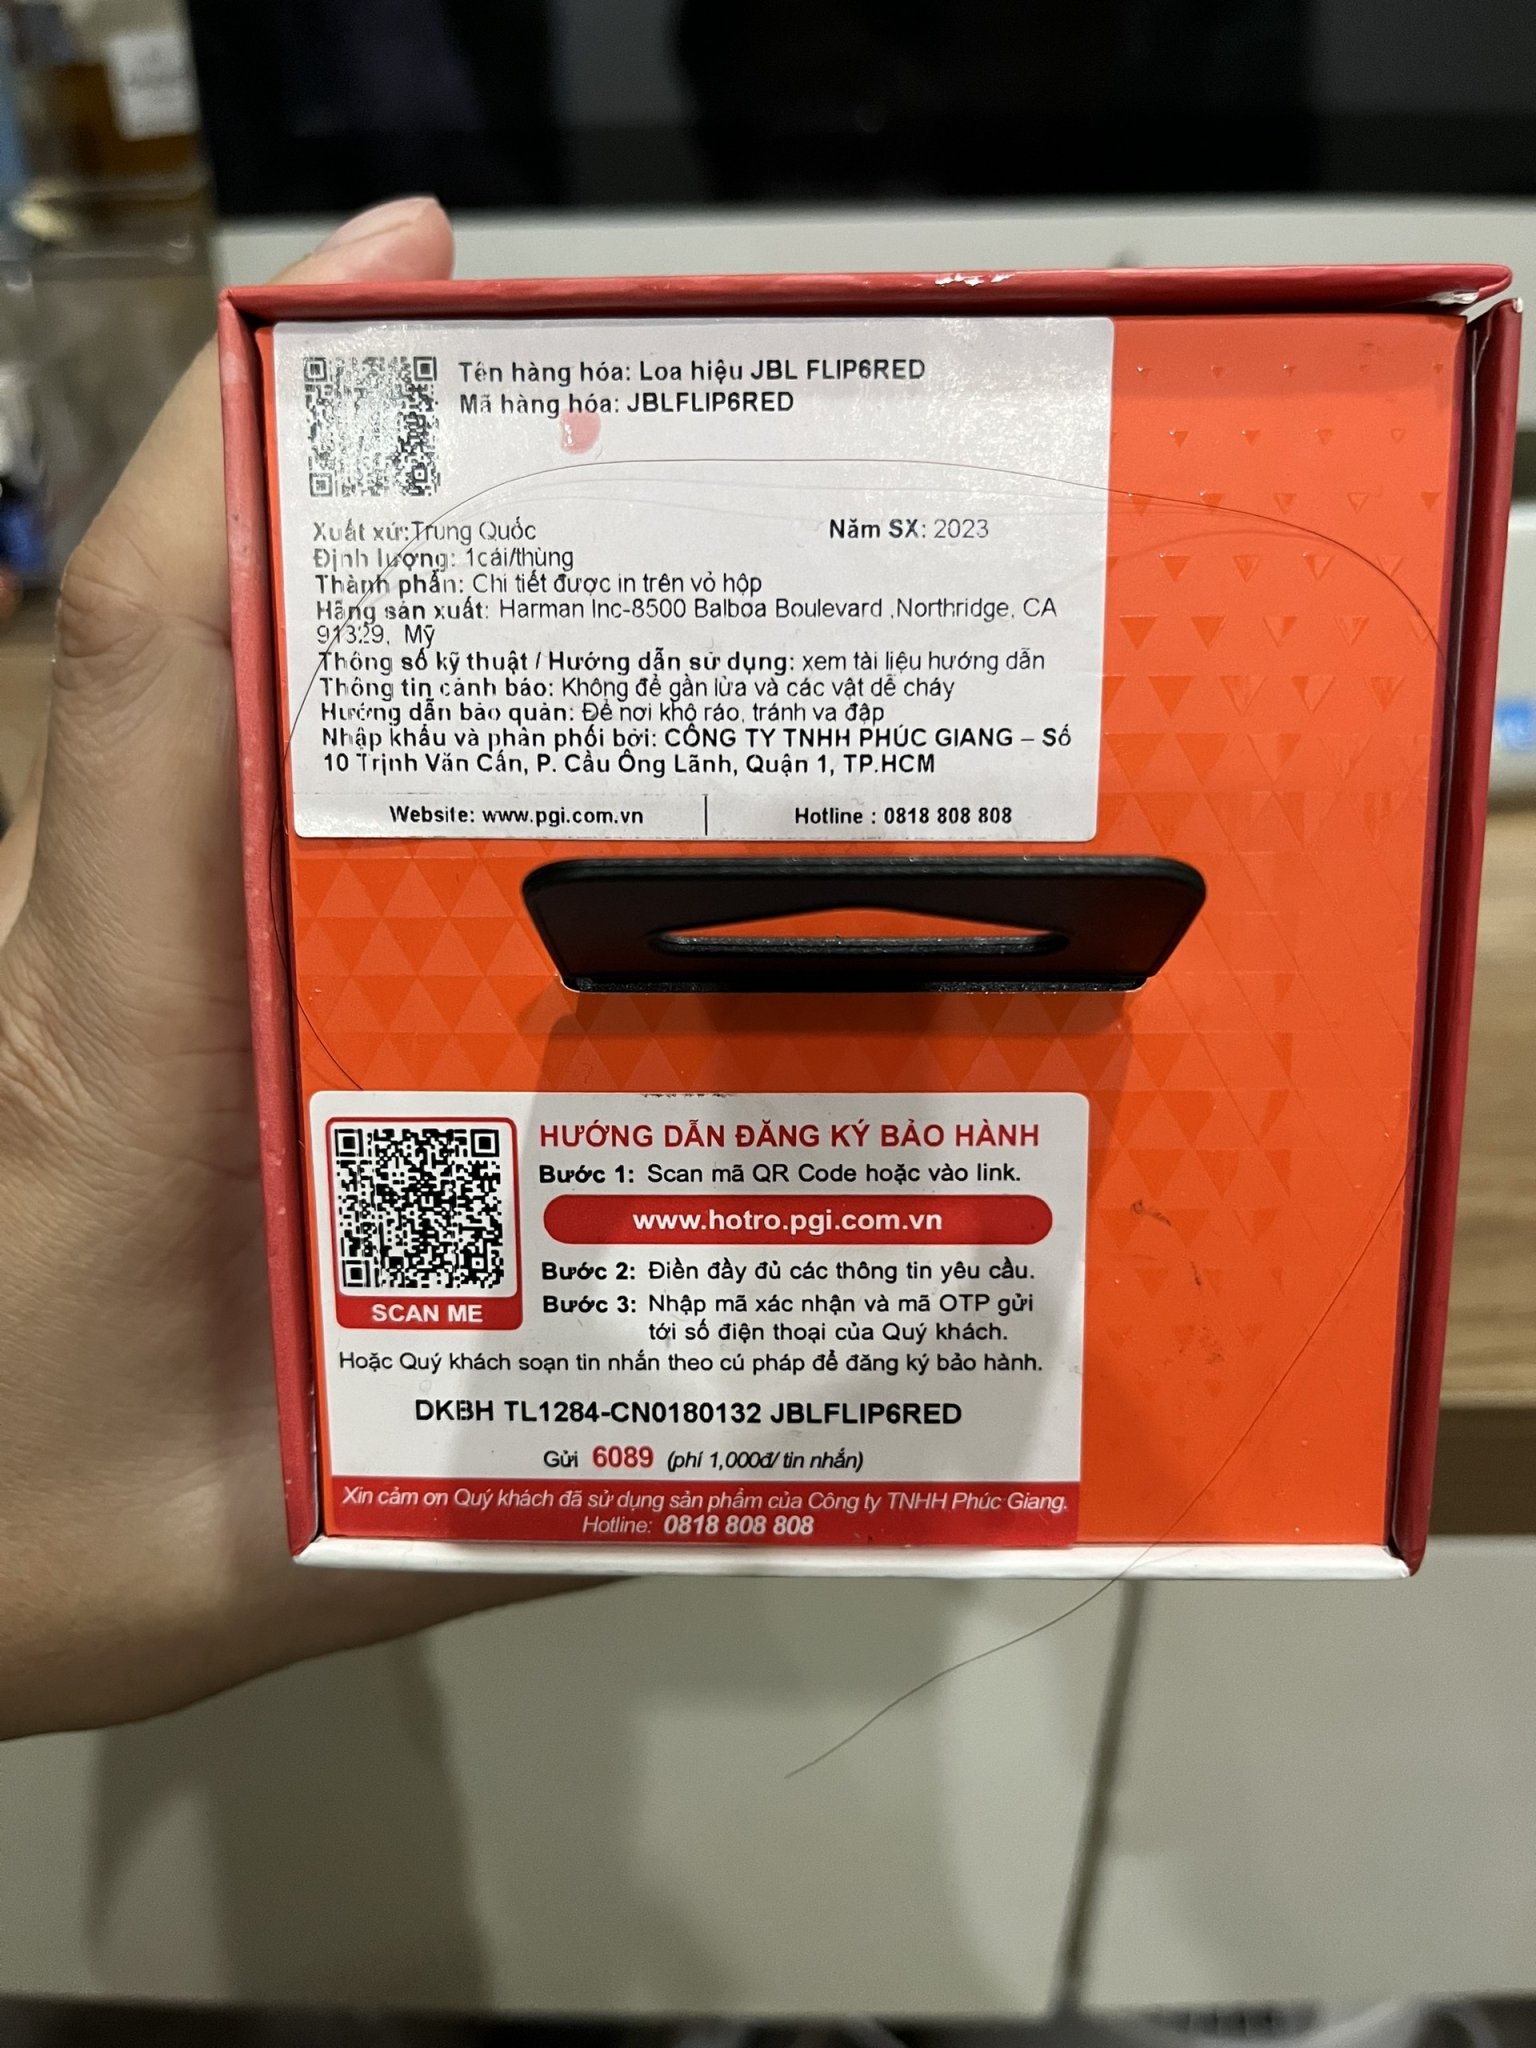 Tên hàng hóa: Loa hiệu JBL FLIP6RED
Mã hàng hóa: JBLFLIP6RED
Xuất xứ:Trung Quốc
Năm SX: 2023
Định lượng: 1cái/thùng
Thành phần: Chi tiết được in trên vỏ hộp
Hãng sản xuất: Harman Inc-8500 Balboa Boulevard ,Northridge, CA
91329, Mỹ
Thông số kỹ thuật / Hướng dẫn sử dụng: xem tài liệu hướng dẫn
Thông tin cảnh báo: Không để gần lửa và các vật dễ cháy
Hướng dẫn bảo quản: Để nơi khô ráo, tránh va đập
Nhập khẩu và phân phối bởi: CÔNG TY TNHH PHÚC GIANG – Số
10 Trịnh Văn Cấn, P. Cầu Ông Lãnh, Quận 1, TP.HCM
Website: www.pgi.com.vn
Hotline : 0818 808 808
HƯỚNG DẪN ĐĂNG KÝ BẢO HÀNH
Bước 1: Scan mã QR Code hoặc vào link.
www.hotro.pgi.com.vn
Bước 2: Điền đầy đủ các thông tin yêu cầu.
Bước 3: Nhập mã xác nhận và mã OTP gửi
tới số điện thoại của Quý khách.
SCAN ME
Hoặc Quý khách soạn tin nhắn theo cú pháp để đăng ký bảo hành.
DKBH TL1284-CN0180132 JBLFLIP6RED
Gửi 6089 (phí 1,000đ/ tin nhắn)
Xin cảm ơn Quý khách đã sử dụng sản phẩm của Công ty TNHH Phúc Giang.
Hotline: 0818 808 808